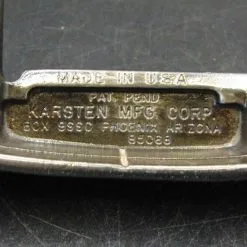 MADE IN USA
PAT. PEND
KARSTEN MFG. CORP.
BOX 9990 PHOENIX ARIZONA
85068